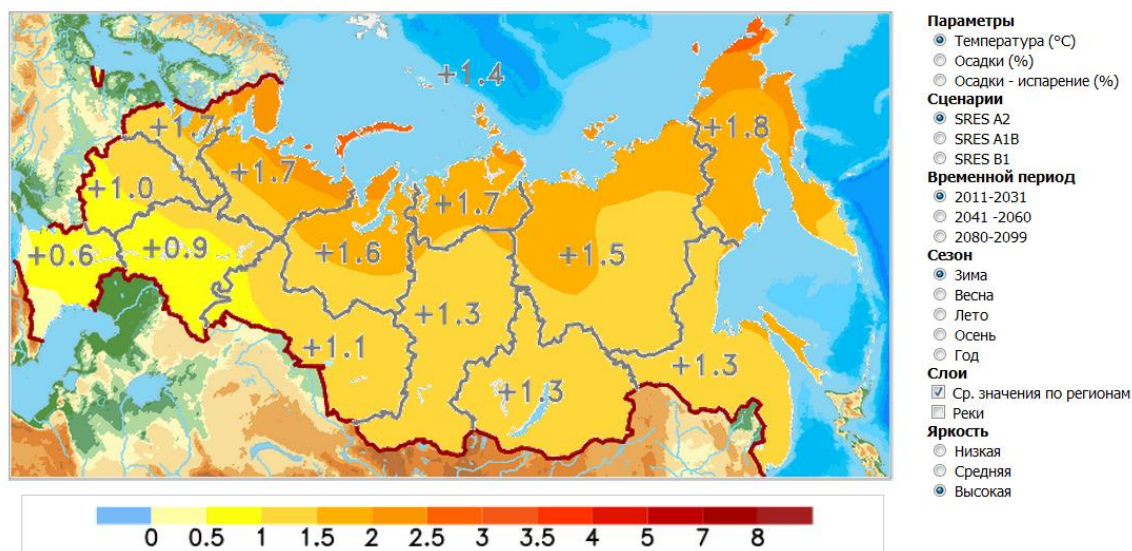 +1.4
+1.7
+1.8
+1.7
+1.0
+1.7
+0.6
+0.9
+1.6
+1.5
+1.3
+1.1
+1.3
+1.3
0 0.5 1 1.5 2 2.5 3 3.5 4 5 7 8
Параметры
Температура (°C)
Осадки (%)
Осадки - испарение (%)
Сценарии
SRES A2
SRES A1B
SRES B1
Временной период
2011-2031
2041 -2060
2080-2099
Сезон
Зима
Весна
Лето
Осень
Год
Слои
Ср. значения по регионам
Реки
Яркость
Низкая
Средняя
Высокая